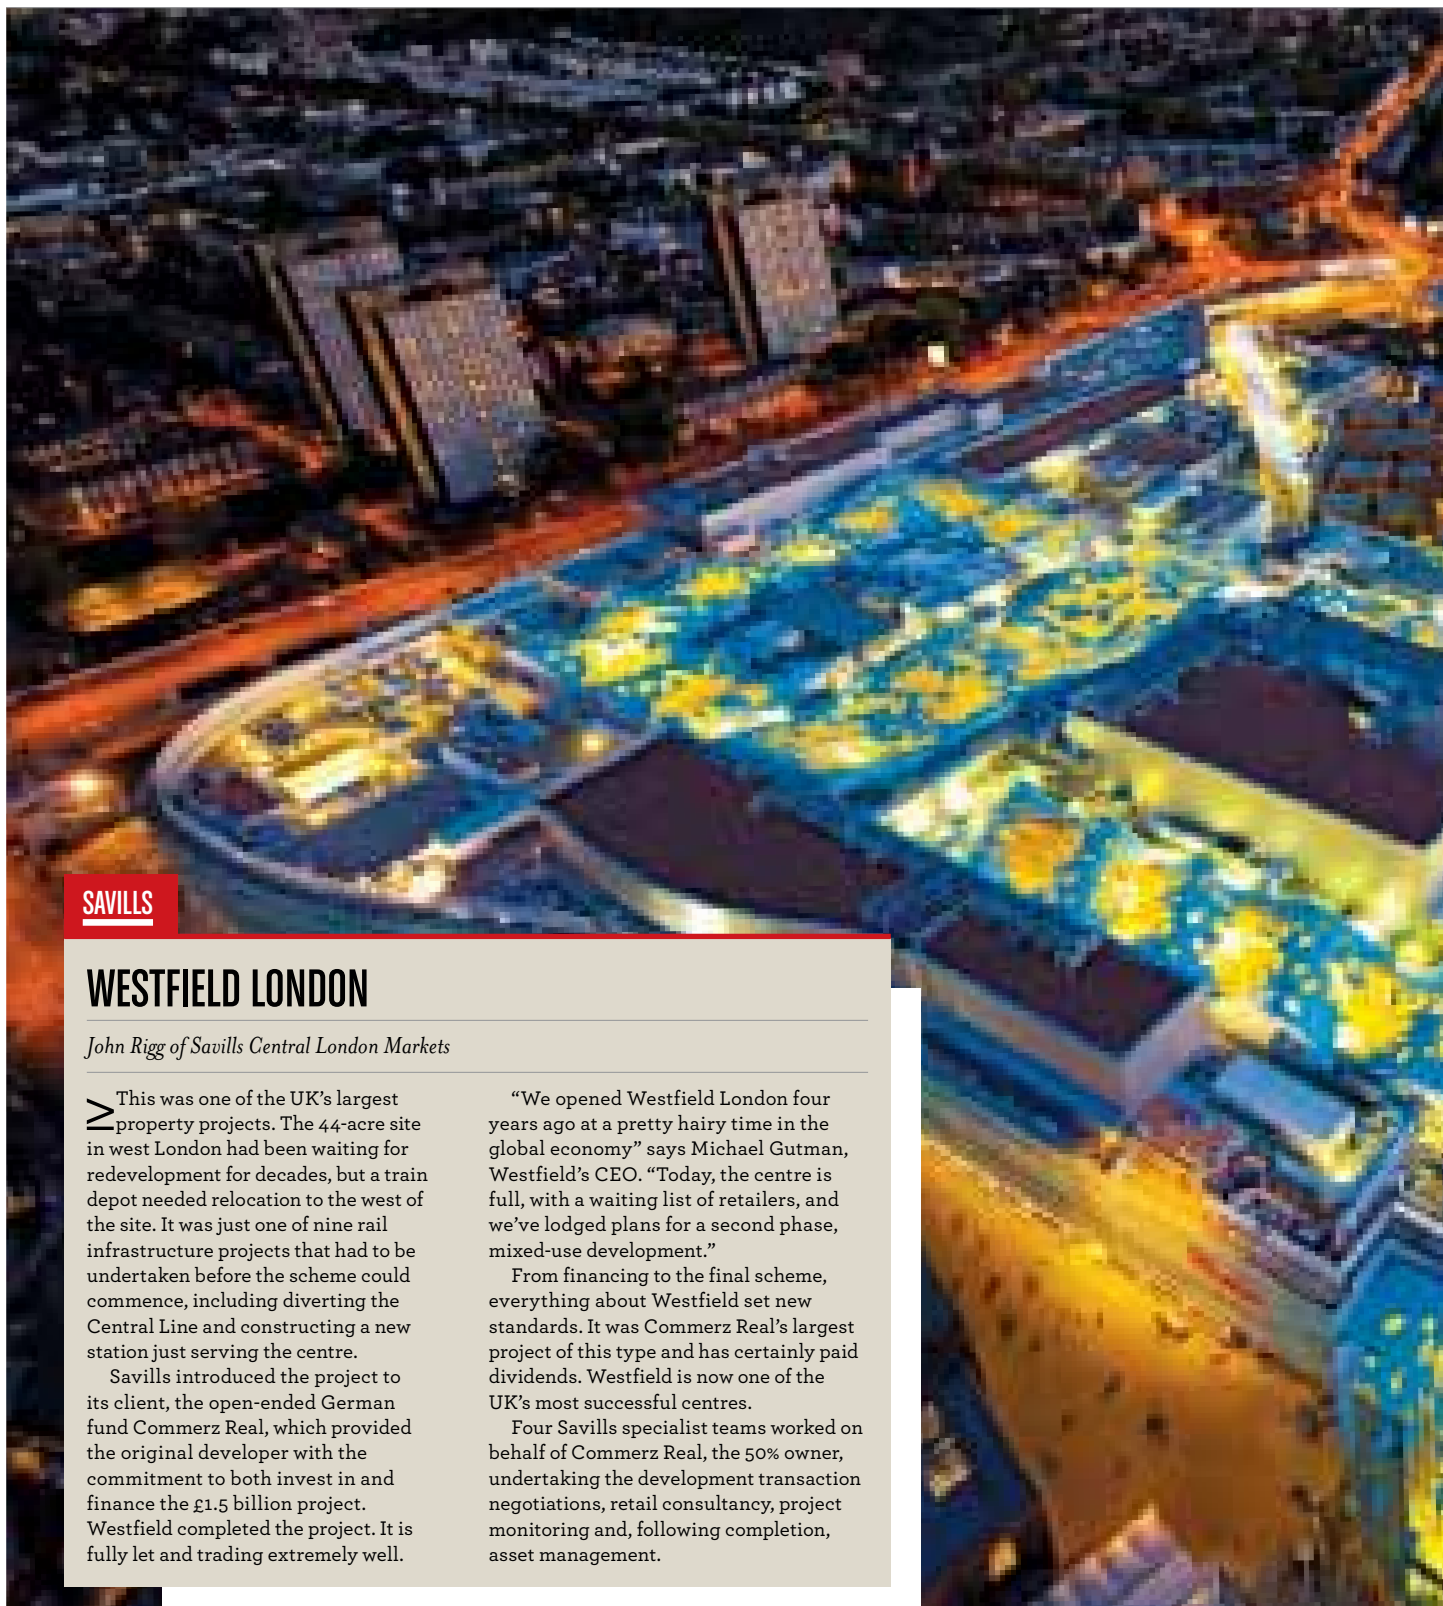 SAVILLS
WESTFIELD LONDON
John Rigg of Savills Central London Markets
≥ This was one of the UK’s largest
property projects. The 44-acre site
in west London had been waiting for
redevelopment for decades, but a train
depot needed relocation to the west of
the site. It was just one of nine rail
infrastructure projects that had to be
undertaken before the scheme could
commence, including diverting the
Central Line and constructing a new
station just serving the centre.
Savills introduced the project to
its client, the open-ended German
fund Commerz Real, which provided
the original developer with the
commitment to both invest in and
finance the £1.5 billion project.
Westfield completed the project. It is
fully let and trading extremely well.
“We opened Westfield London four
years ago at a pretty hairy time in the
global economy” says Michael Gutman,
Westfield’s CEO. “Today, the centre is
full, with a waiting list of retailers, and
we’ve lodged plans for a second phase,
mixed-use development.”
From financing to the final scheme,
everything about Westfield set new
standards. It was Commerz Real’s largest
project of this type and has certainly paid
dividends. Westfield is now one of the
UK’s most successful centres.
Four Savills specialist teams worked on
behalf of Commerz Real, the 50% owner,
undertaking the development transaction
negotiations, retail consultancy, project
monitoring and, following completion,
asset management.